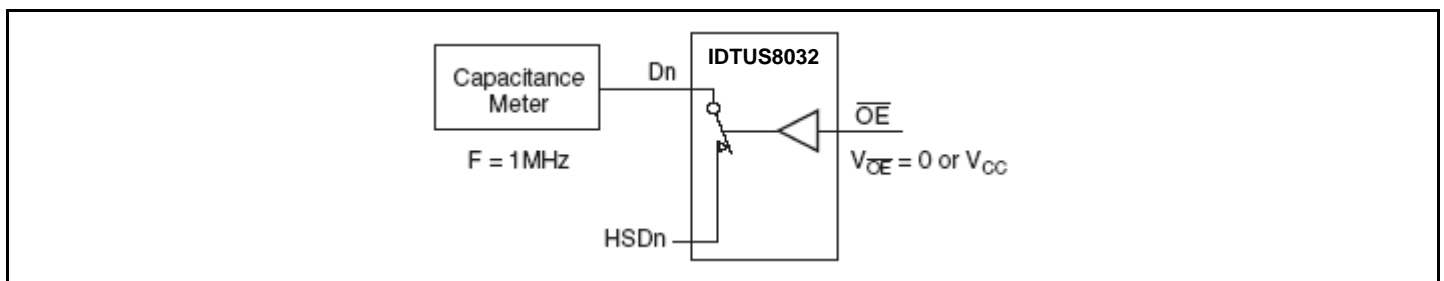 IDTUS8032
Capacitance
Meter
Dn
OE
F = 1MHz
VOE = 0 or VCC
HSDn